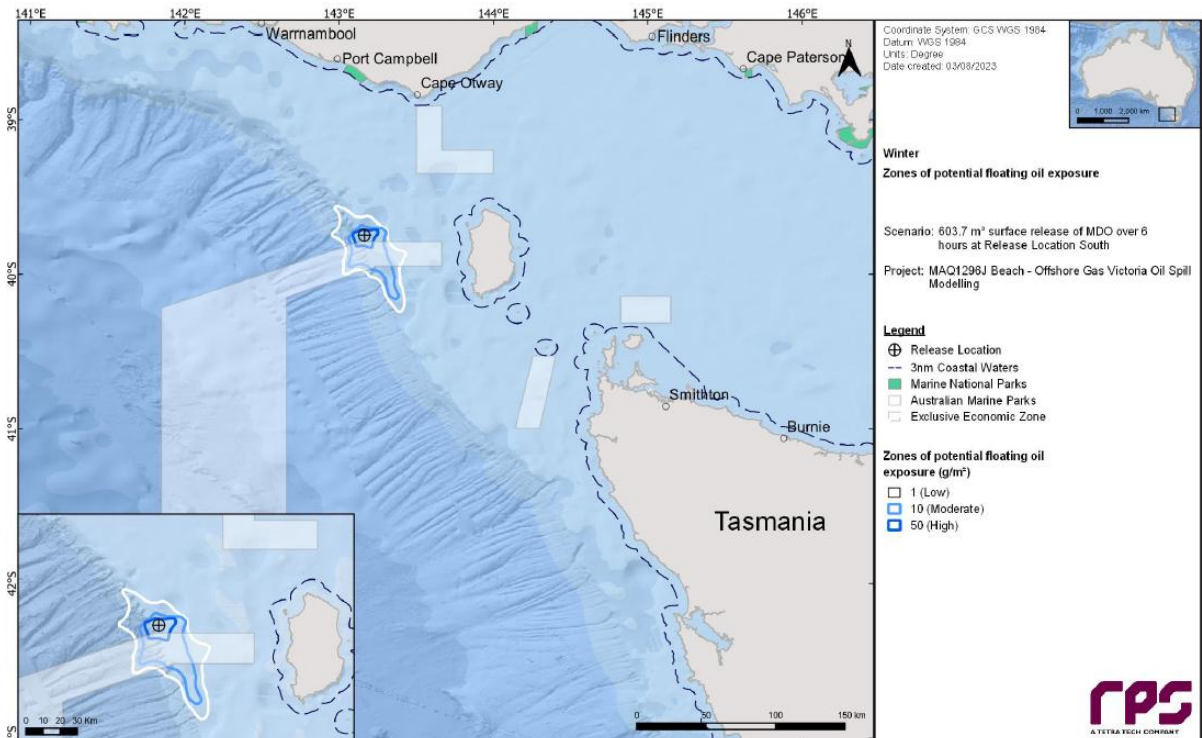 141°E
142°E
143°E
144°E
145°E
146°E
39°S
40°S
41°S
42°S
°S
Warrnambool
Port Campbell
Cape Otway
Flinders
Cape Paterson
N
Smithton
Burnie
Tasmania
0 10 20 30 Km
0 50 100 150 km
Coordinate System: GCS WGS 1984
Datum: WGS 1984
Units: Degree
Date created: 03/08/2023
0 1,000 2,000 km
Winter
Zones of potential floating oil exposure
Scenario: 603.7 m³ surface release of MDO over 6
hours at Release Location South
Project: MAQ1296J Beach - Offshore Gas Victoria Oil Spill
Modelling
Legend
Release Location
3nm Coastal Waters
Marine National Parks
Australian Marine Parks
Exclusive Economic Zone
Zones of potential floating oil
exposure (g/m²)
1 (Low)
10 (Moderate)
50 (High)
rps
A TETRA TECH COMPANY